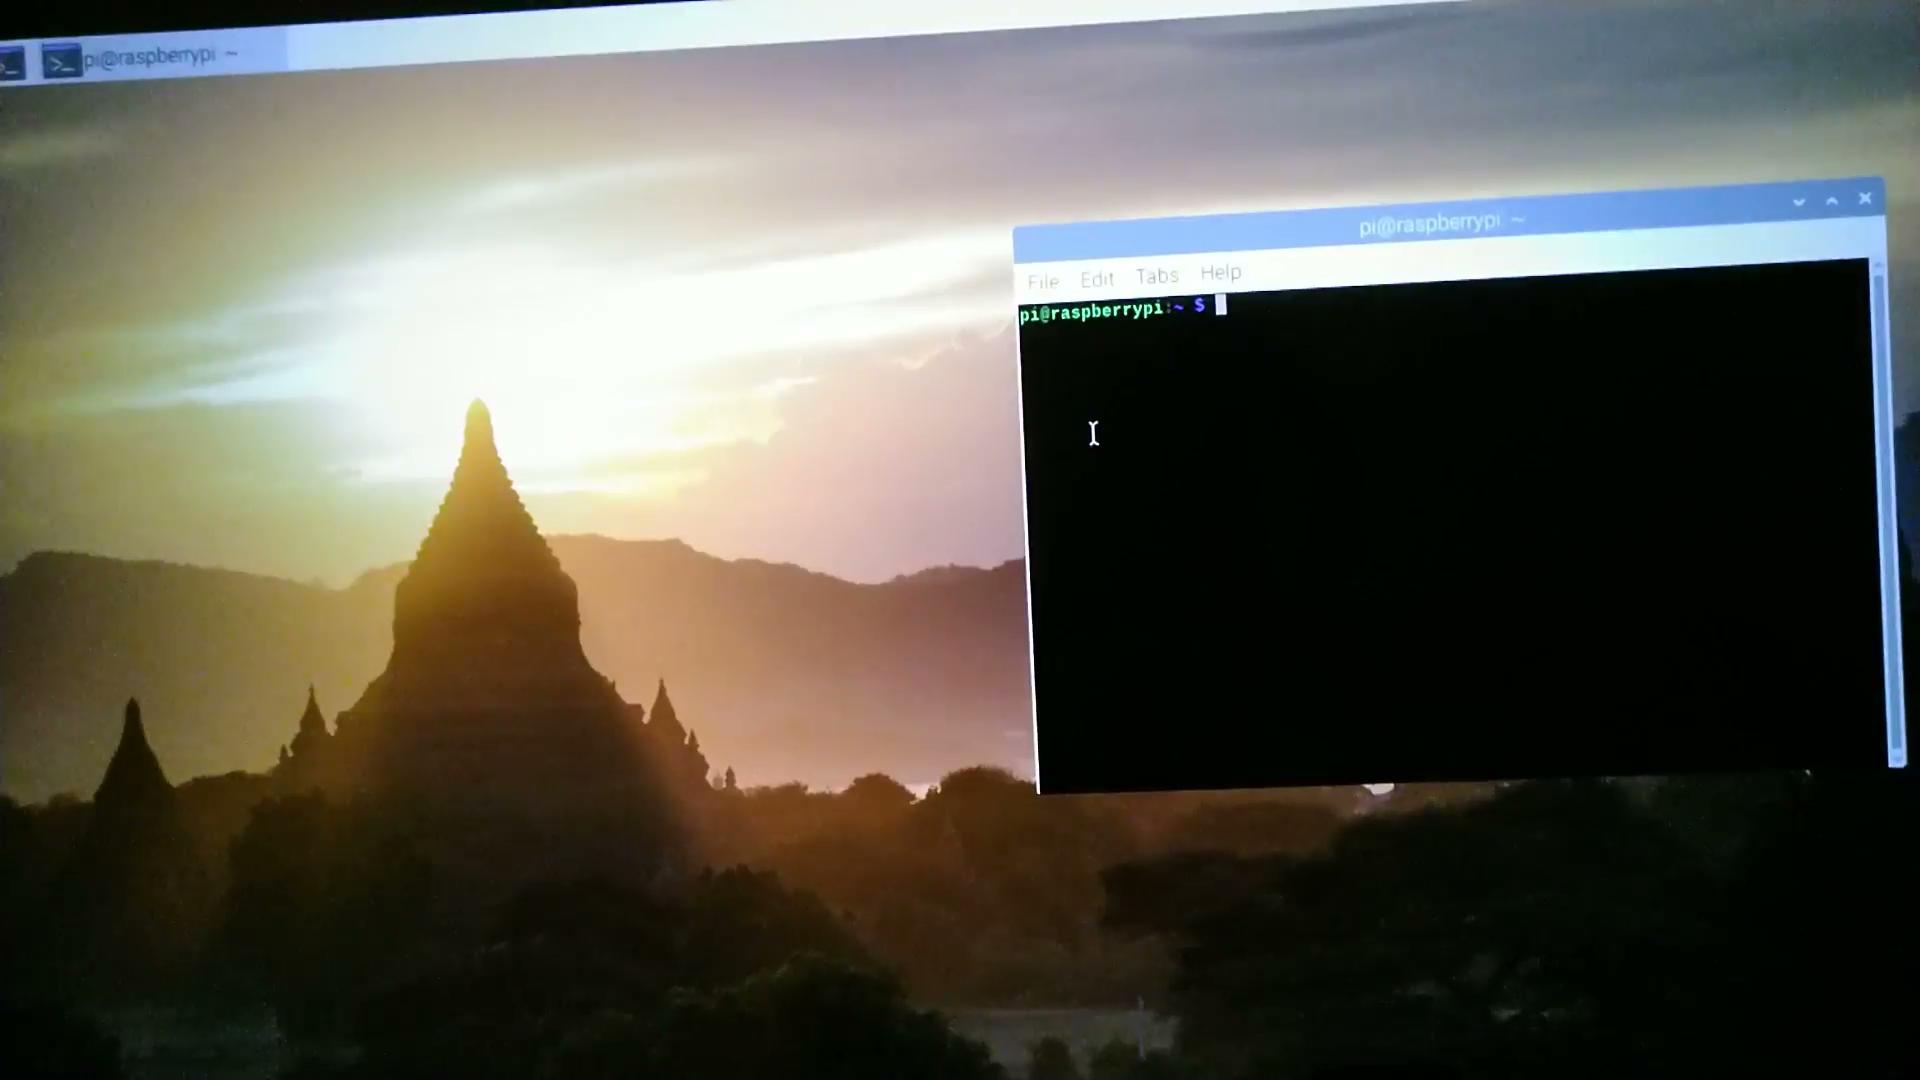 pi@raspberrypi: ~
pi@raspberrypi: ~
File Edit Tabs Help
pi@raspberrypi:~ $